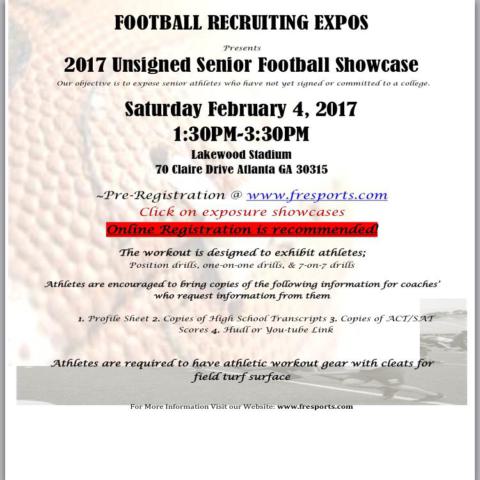 FOOTBALL RECRUITING EXPOS
Presents
2017 Unsigned Senior Football Showcase
Our objective is to expose senior athletes who have not yet signed or committed to a college.
Saturday February 4, 2017
1:30PM-3:30PM
Lakewood Stadium
70 Claire Drive Atlanta GA 30315
~Pre-Registration @ www.fresports.com
Click on exposure showcases
Online Registration is recommended!
The workout is designed to exhibit athletes;
Position drills, one-on-one drills, & 7-on-7 drills
Athletes are encouraged to bring copies of the following information for coaches'
who request information from them
1. Profile Sheet 2. Copies of High School Transcripts 3. Copies of ACT/SAT
Scores 4. Hudl or You-tube Link
Athletes are required to have athletic workout gear with cleats for
field turf surface
For More Information Visit our Website: www.fresports.com